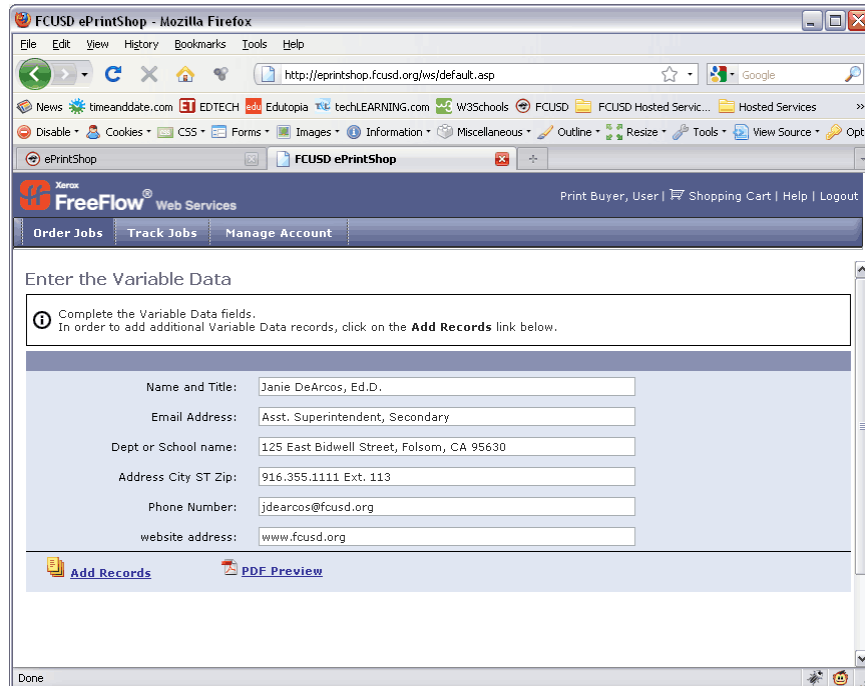 FCUSD ePrintShop - Mozilla Firefox
File Edit View History Bookmarks Tools Help
http://eprintshop.fcusd.org/ws/default.asp Google
News timeanddate.com ET EDTECH edu Edutopia T&L techLEARNING.com W3Schools FCUSD FCUSD Hosted Servic... Hosted Services »
Disable Cookies CSS Forms Images Information Miscellaneous Outline Resize Tools View Source Opt
ePrintShop FCUSD ePrintShop
Xerox
FreeFlow® Web Services
Print Buyer, User | Shopping Cart | Help | Logout
Order Jobs Track Jobs Manage Account
Enter the Variable Data
Complete the Variable Data fields.
In order to add additional Variable Data records, click on the Add Records link below.
Name and Title: Janie DeArcos, Ed.D.
Email Address: Asst. Superintendent, Secondary
Dept or School name: 125 East Bidwell Street, Folsom, CA 95630
Address City ST Zip: 916.355.1111 Ext. 113
Phone Number: jdearcos@fcusd.org
website address: www.fcusd.org
Add Records PDF Preview
Done